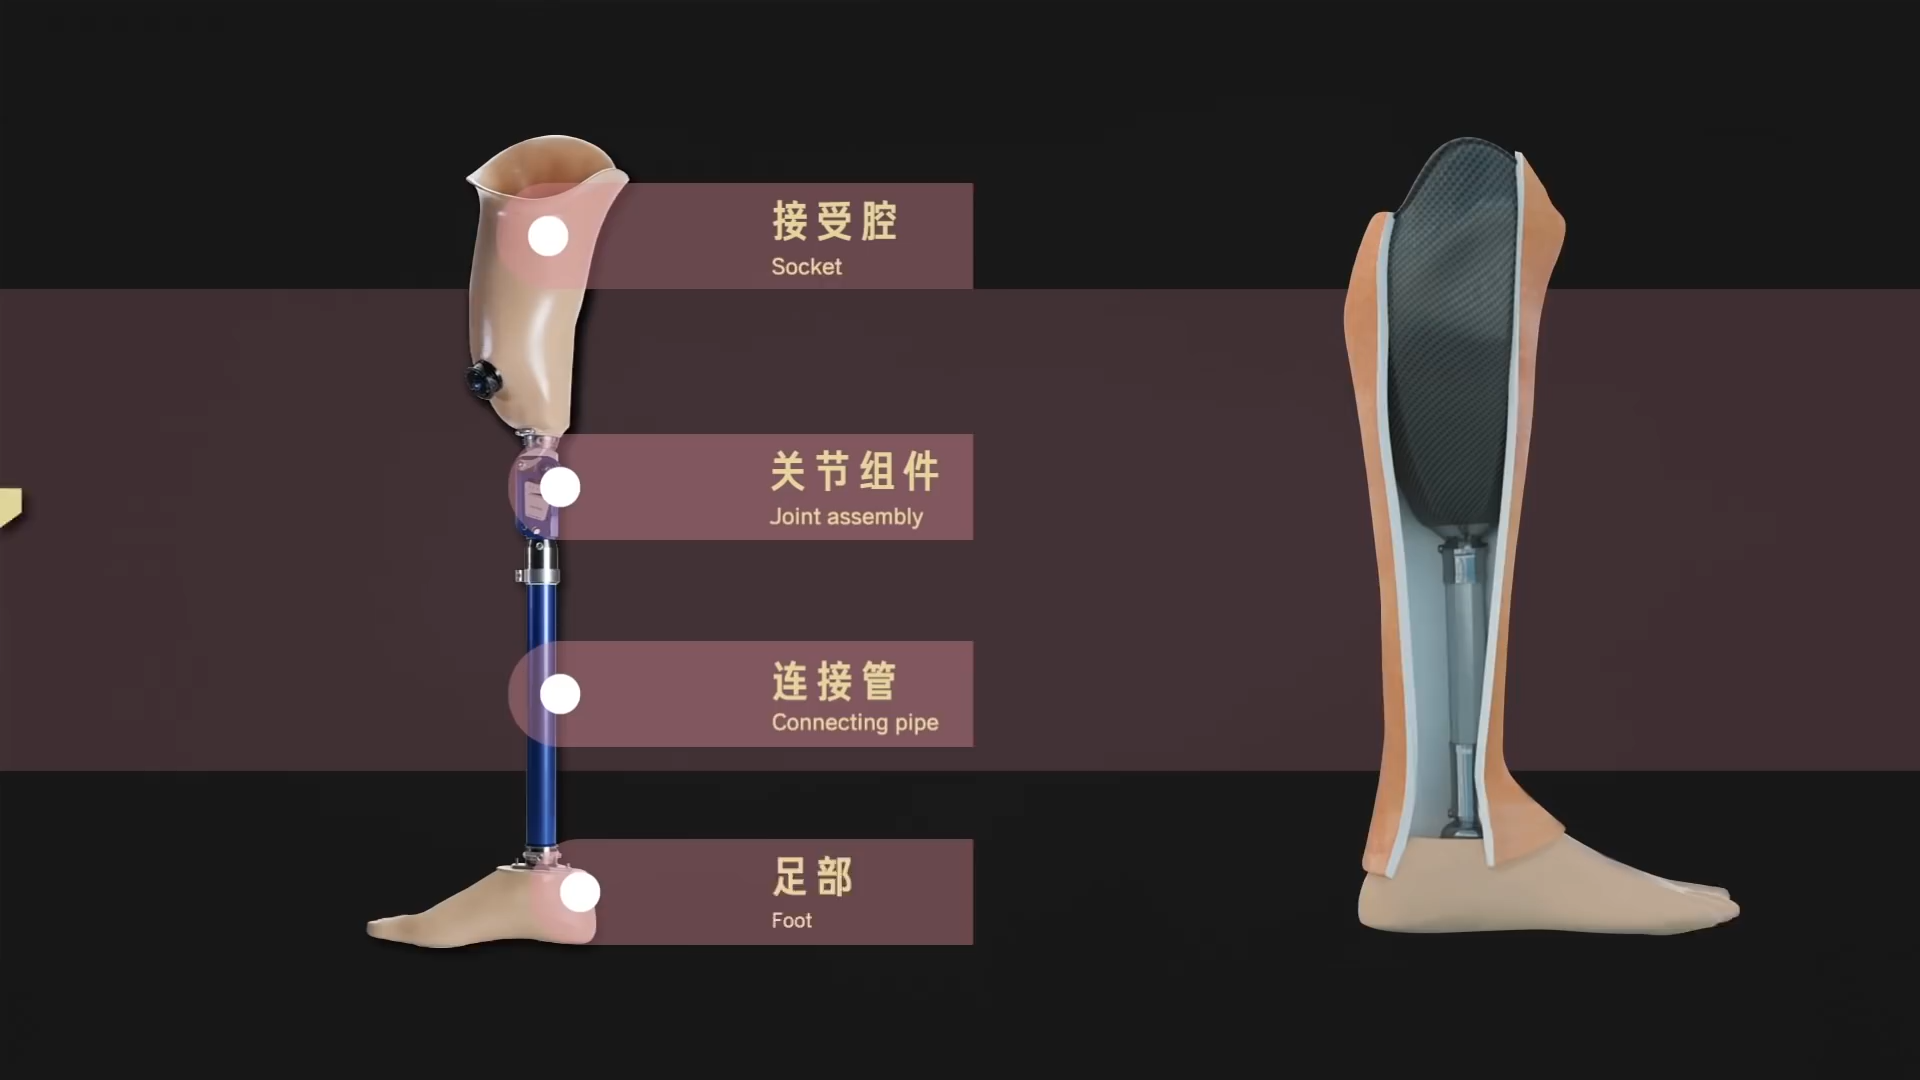 接受腔
Socket
关节组件
Joint assembly
连接管
Connecting pipe
足部
Foot